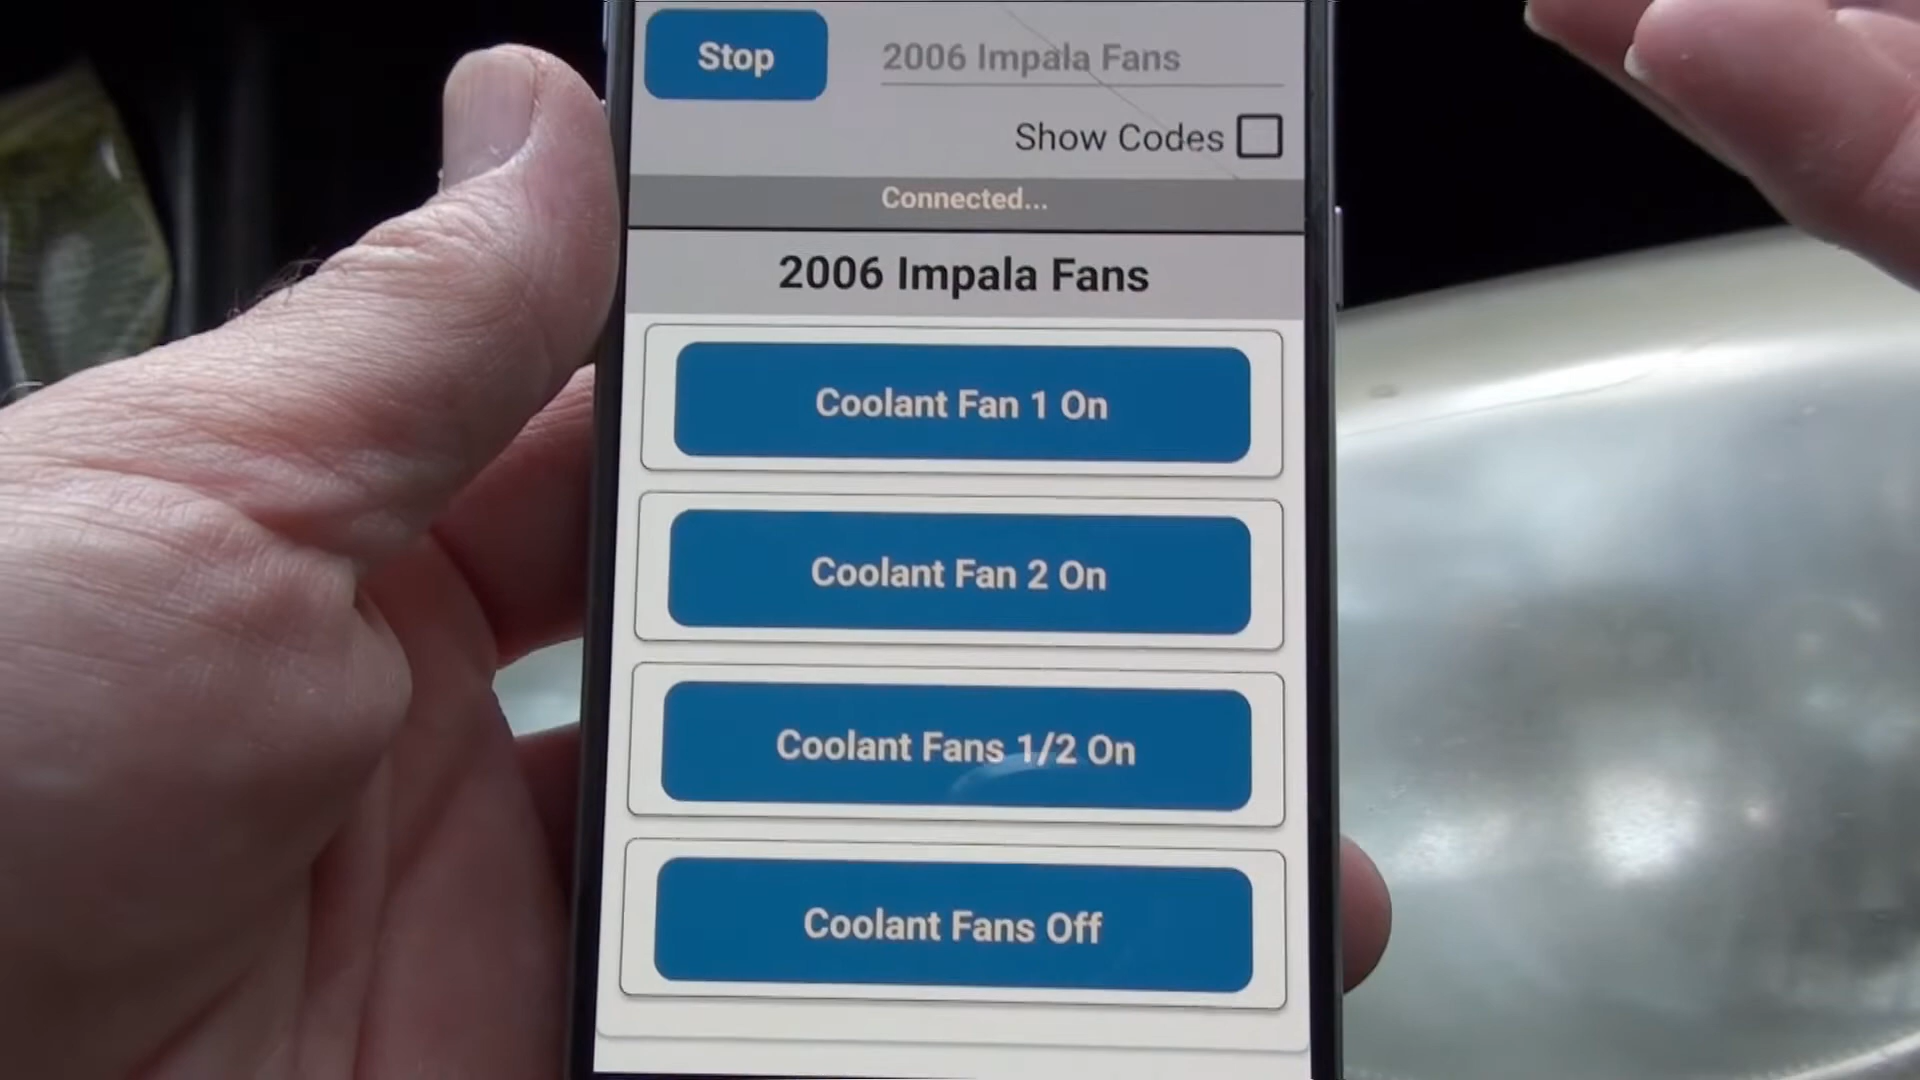 Stop
2006 Impala Fans
Show Codes
Connected...
2006 Impala Fans
Coolant Fan 1 On
Coolant Fan 2 On
Coolant Fans 1/2 On
Coolant Fans Off